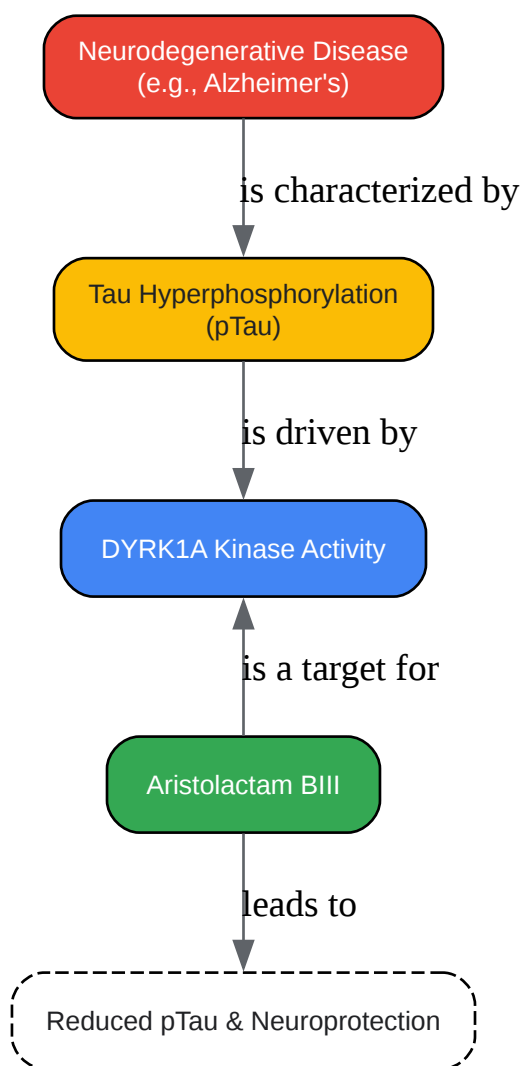 Neurodegenerative Disease
(e.g., Alzheimer's)
is characterized by
Tau Hyperphosphorylation
(pTau)
is driven by
DYRK1A Kinase Activity
is a target for
Aristolactam BIII
leads to
Reduced pTau & Neuroprotection